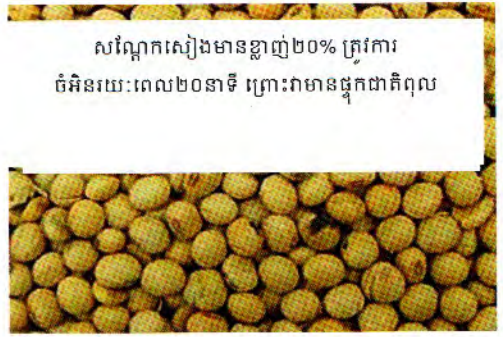 សណ្តែកសៀងមានខ្លាញ់២០% ត្រូវការ
ចំអិនរយៈពេល២០នាទី ព្រោះវាមានផ្ទុកជាតិពុល